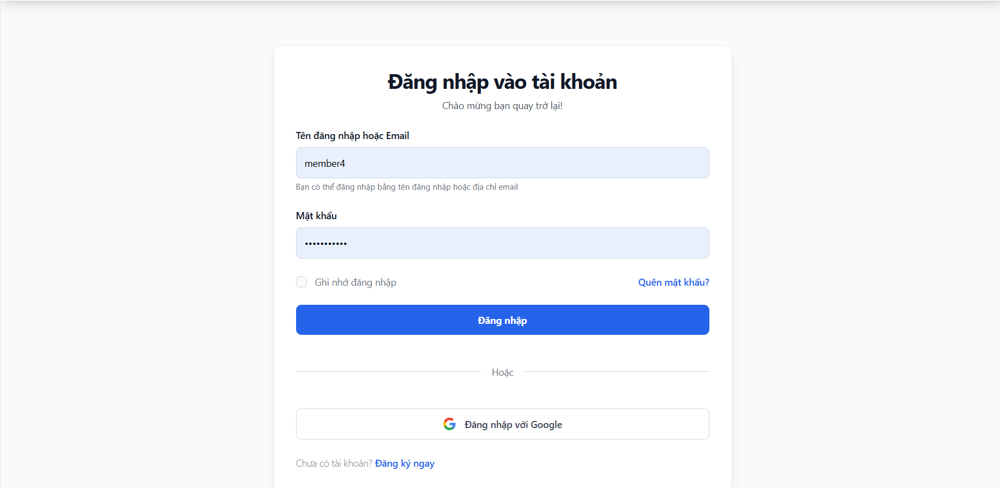 Đăng nhập vào tài khoản
Chào mừng bạn quay trở lại!
Tên đăng nhập hoặc Email
member4
Bạn có thể đăng nhập bằng tên đăng nhập hoặc địa chỉ email
Mật khẩu
•••••••••••
Ghi nhớ đăng nhập
Quên mật khẩu?
Đăng nhập
Hoặc
Đăng nhập với Google
Chưa có tài khoản? Đăng ký ngay